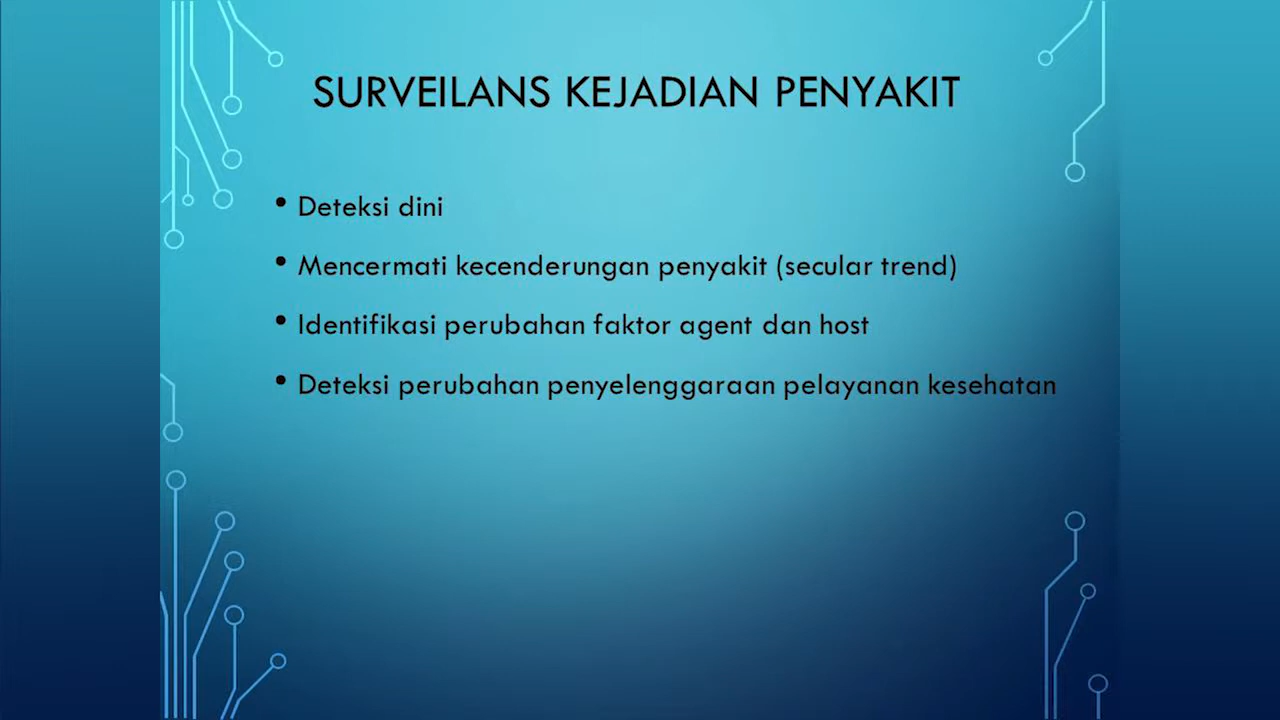 SURVEILANS KEJADIAN PENYAKIT
• Deteksi dini
• Mencermati kecenderungan penyakit (secular trend)
• Identifikasi perubahan faktor agent dan host
• Deteksi perubahan penyelenggaraan pelayanan kesehatan